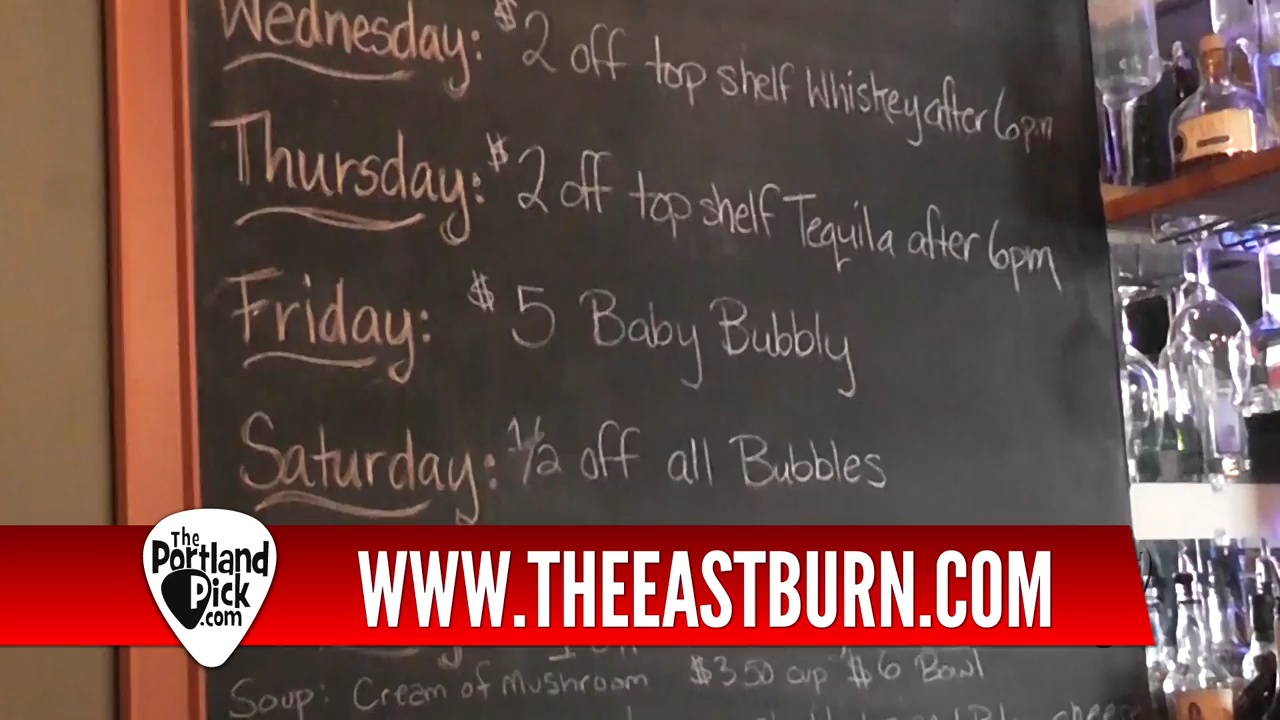 Wednesday: $2 off top shelf Whiskey after 6pm
Thursday: $2 off top shelf Tequila after 6pm
Friday: $5 Baby Bubbly
Saturday: 1/2 off all Bubbles
The Portland Pick .com
WWW.THEEASTBURN.COM
Soup: Cream of Mushroom $3.50 cup $6 Bowl